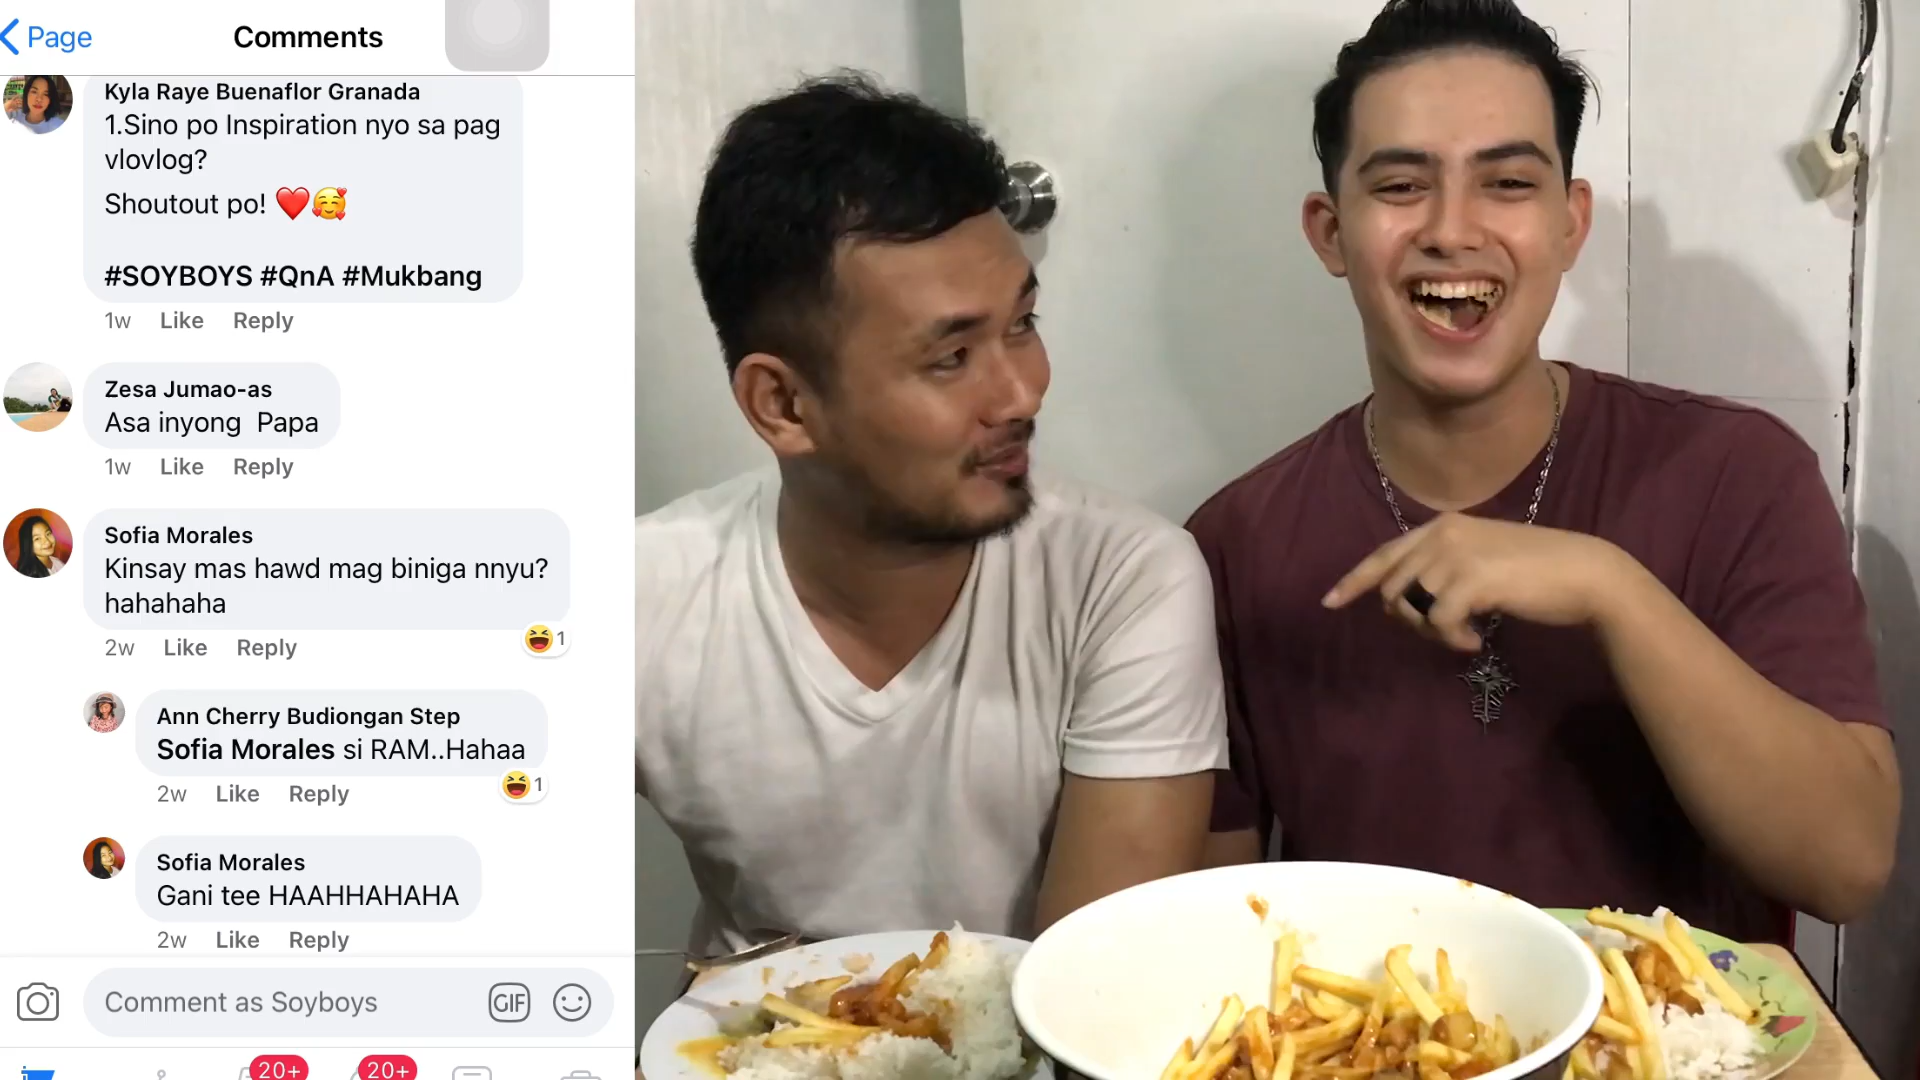 Page
Comments
Kyla Raye Buenaflor Granada
1.Sino po Inspiration nyo sa pag
vlovlog?
Shoutout po! ❤️🥰
#SOYBOYS #QnA #Mukbang
1w Like Reply
Zesa Jumao-as
Asa inyong Papa
1w Like Reply
Sofia Morales
Kinsay mas hawd mag biniga nnyu?
hahahaha
2w Like Reply
😆 1
Ann Cherry Budiongan Step
Sofia Morales si RAM..Hahaa
2w Like Reply
😆 1
Sofia Morales
Gani tee HAAHHAHAHA
2w Like Reply
Comment as Soyboys
GIF
20+ 20+